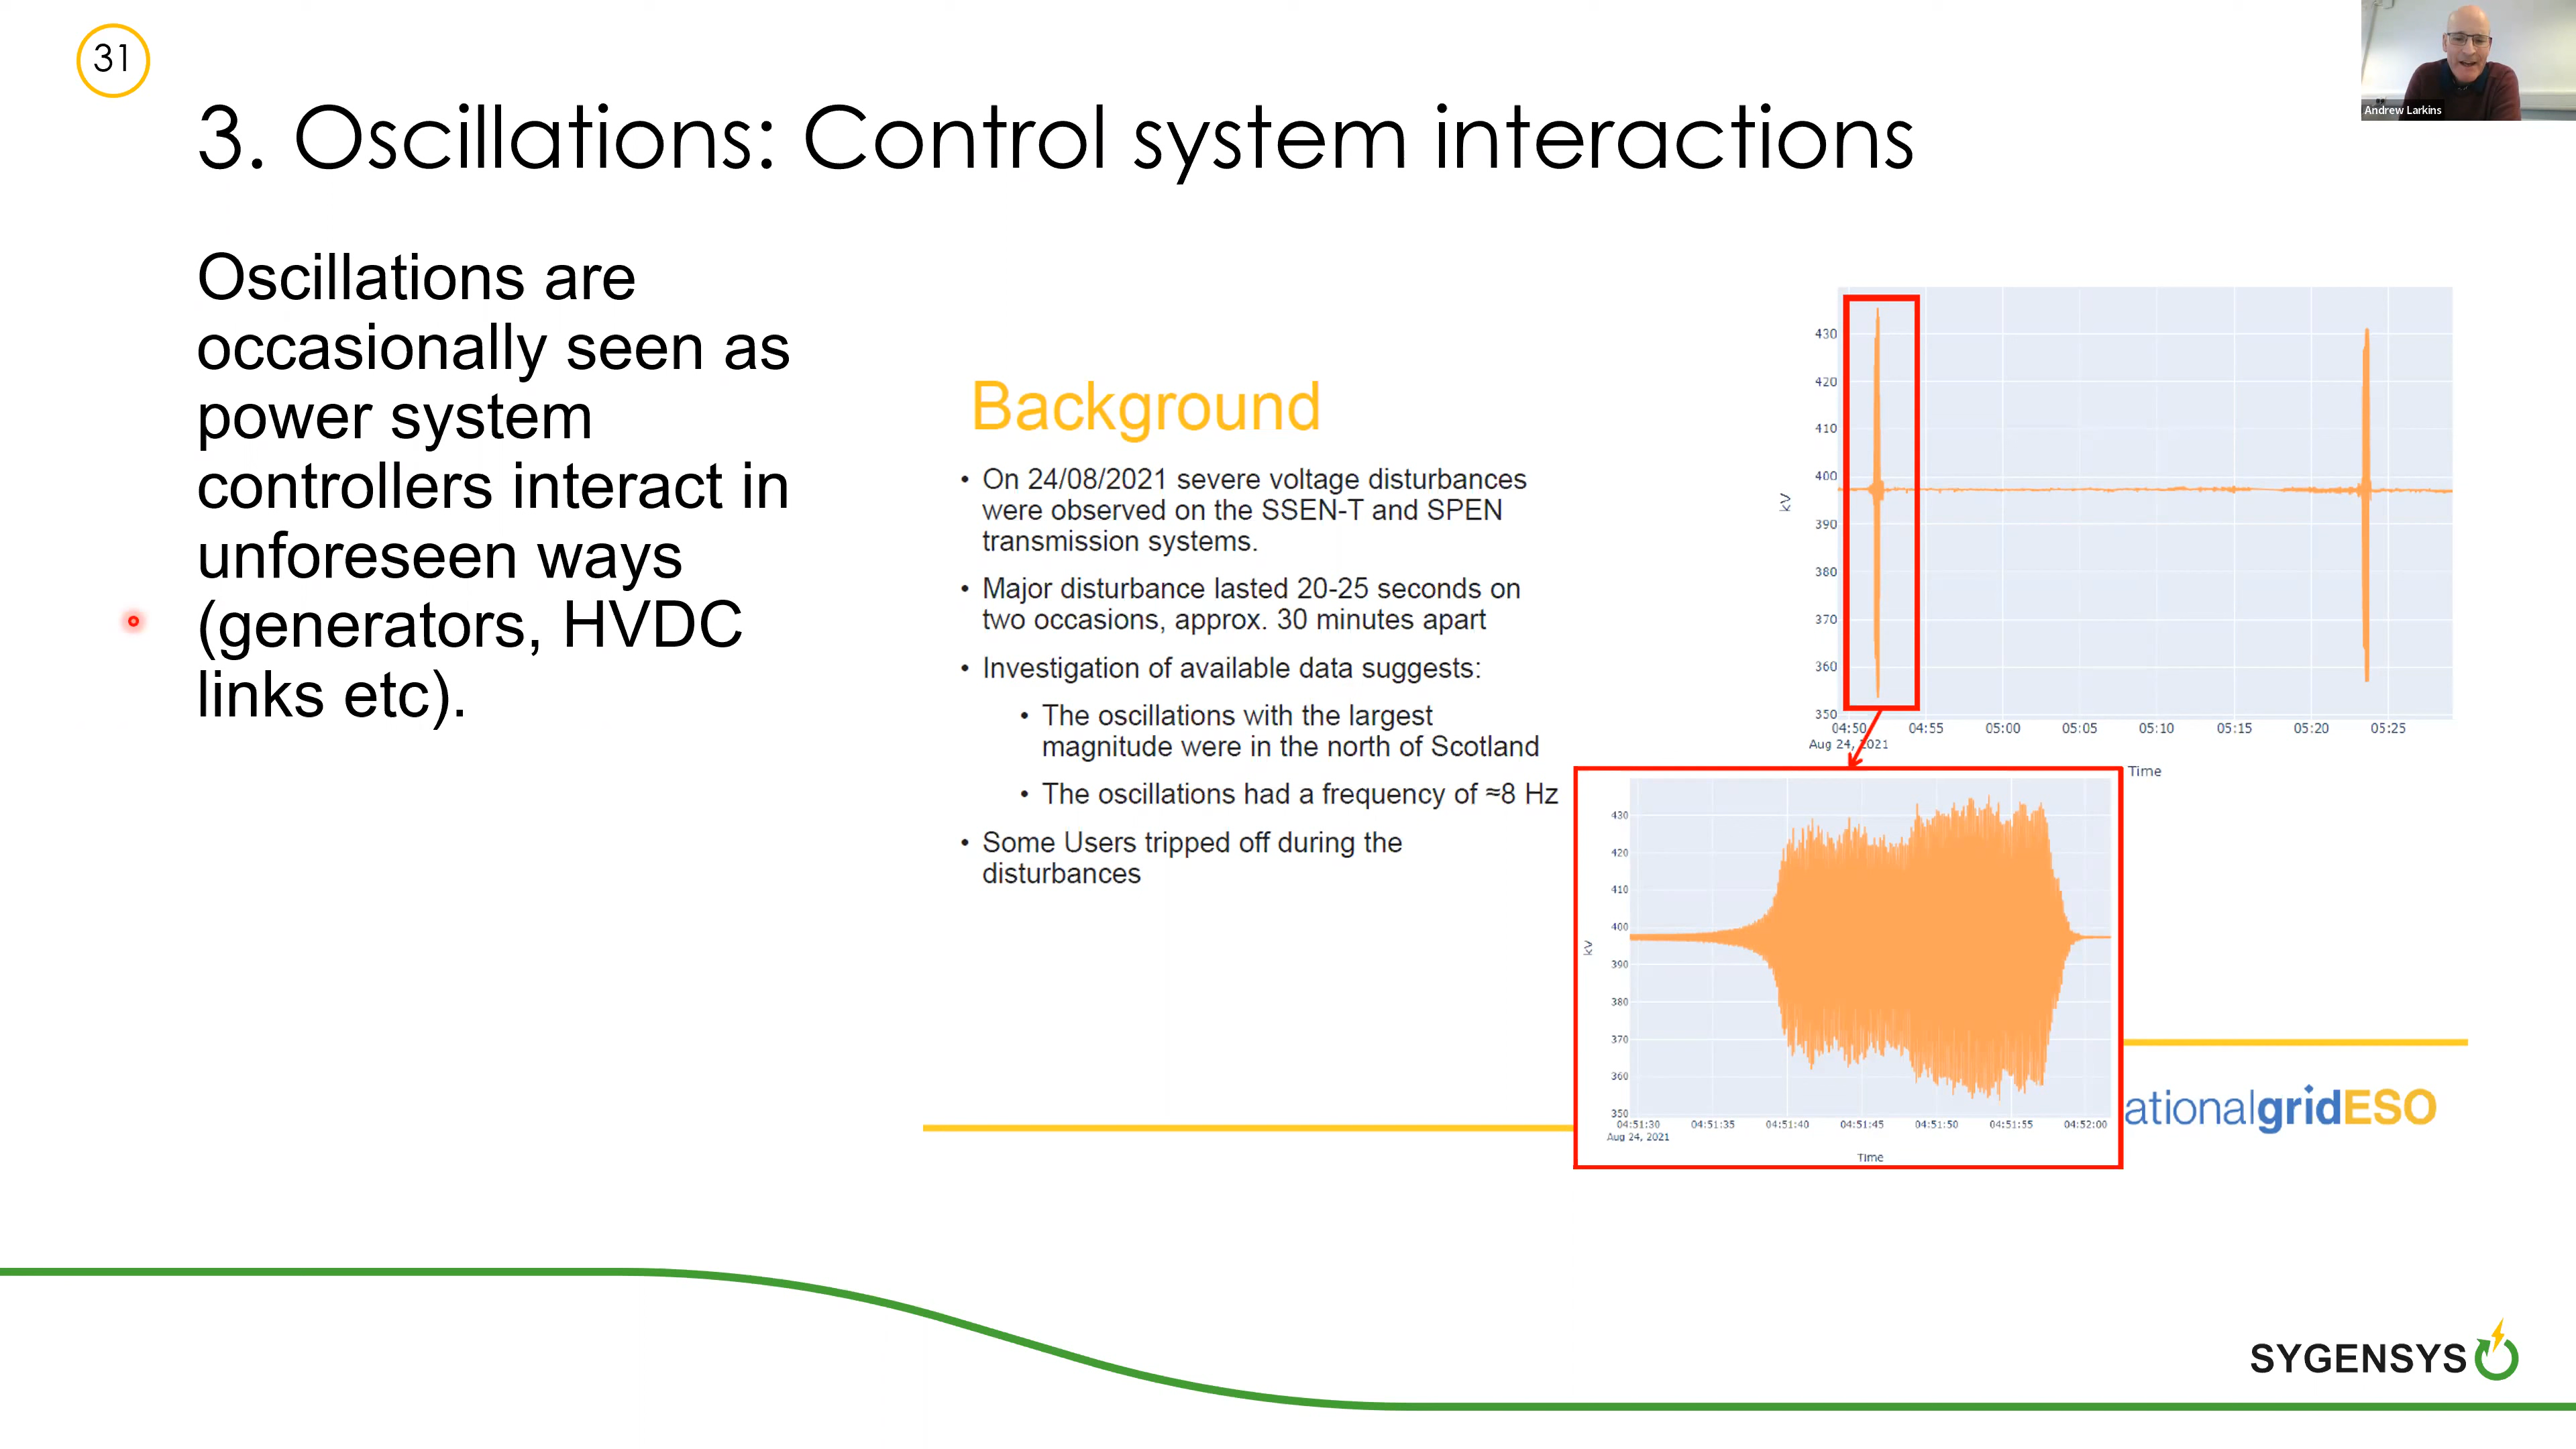 31
Andrew Larkins
3. Oscillations: Control system interactions
Oscillations are
occasionally seen as
power system
controllers interact in
unforeseen ways
(generators, HVDC
links etc).
Background
• On 24/08/2021 severe voltage disturbances
were observed on the SSEN-T and SPEN
transmission systems.
• Major disturbance lasted 20-25 seconds on
two occasions, approx. 30 minutes apart
• Investigation of available data suggests:
• The oscillations with the largest
magnitude were in the north of Scotland
• The oscillations had a frequency of ≈8 Hz
• Some Users tripped off during the
disturbances
430
420
410
400
390
380
370
360
350
kV
04:50 04:55 05:00 05:05 05:10 05:15 05:20 05:25
Aug 24, 2021
Time
430
420
410
400
390
380
370
360
350
kV
04:51:30 04:51:35 04:51:40 04:51:45 04:51:50 04:51:55 04:52:00
Aug 24, 2021
Time
ationalgridESO
SYGENSYS